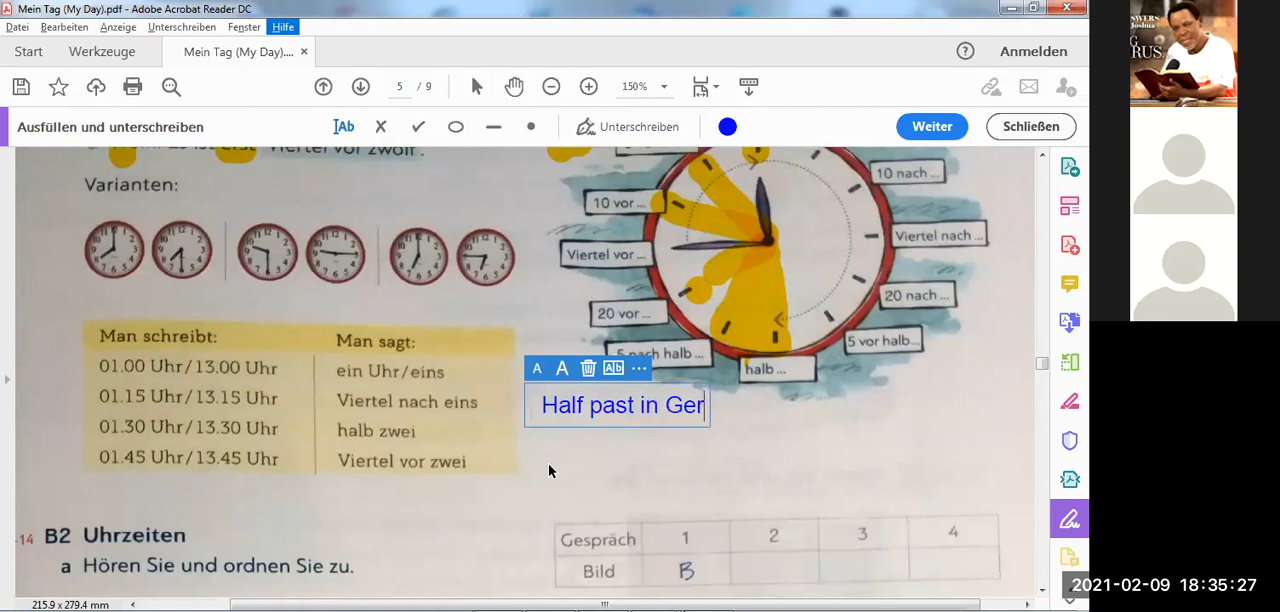 Mein Tag (My Day).pdf - Adobe Acrobat Reader DC
Datei Bearbeiten Anzeige Unterschreiben Fenster Hilfe
Start Werkzeuge Mein Tag (My Day).... × Anmelden
5 / 9 150%
Ausfüllen und unterschreiben Ab Unterschreiben Weiter Schließen
Viertel vor zwölf .
Varianten:
10 nach ...
10 vor ...
Viertel nach ...
Viertel vor ...
20 nach ...
20 vor ...
5 vor halb...
5 nach halb ...
halb ...
Man schreibt: Man sagt:
01.00 Uhr/13.00 Uhr ein Uhr/eins
01.15 Uhr/13.15 Uhr Viertel nach eins
01.30 Uhr/13.30 Uhr halb zwei
01.45 Uhr/13.45 Uhr Viertel vor zwei
A A Ab ...
Half past in Ger
-14 B2 Uhrzeiten
a Hören Sie und ordnen Sie zu.
Gespräch 1 2 3 4
Bild B
215.9 x 279.4 mm
SWERS
Joshua
RUS.
2021-02-09 18:35:27